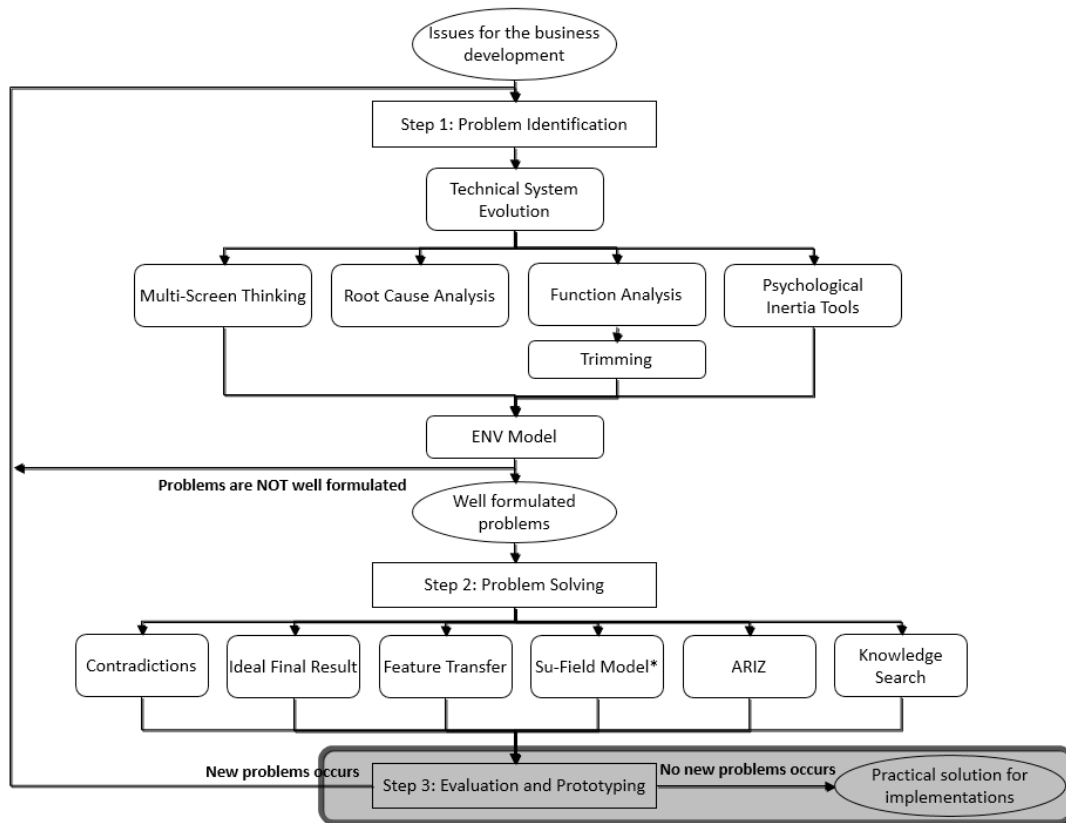 Issues for the business
development
Step 1: Problem Identification
Technical System
Evolution
Multi-Screen Thinking
Root Cause Analysis
Function Analysis
Psychological
Inertia Tools
Trimming
ENV Model
Problems are NOT well formulated
Well formulated
problems
Step 2: Problem Solving
Contradictions
Ideal Final Result
Feature Transfer
Su-Field Model*
ARIZ
Knowledge
Search
New problems occurs
Step 3: Evaluation and Prototyping
No new problems occurs
Practical solution for
implementations